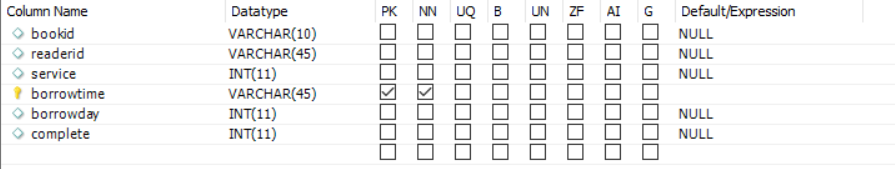 Column Name Datatype PK NN UQ B UN ZF AI G Default/Expression
bookid VARCHAR(10) NULL
readerid VARCHAR(45) NULL
service INT(11) NULL
borrowtime VARCHAR(45)
borrowday INT(11) NULL
complete INT(11) NULL